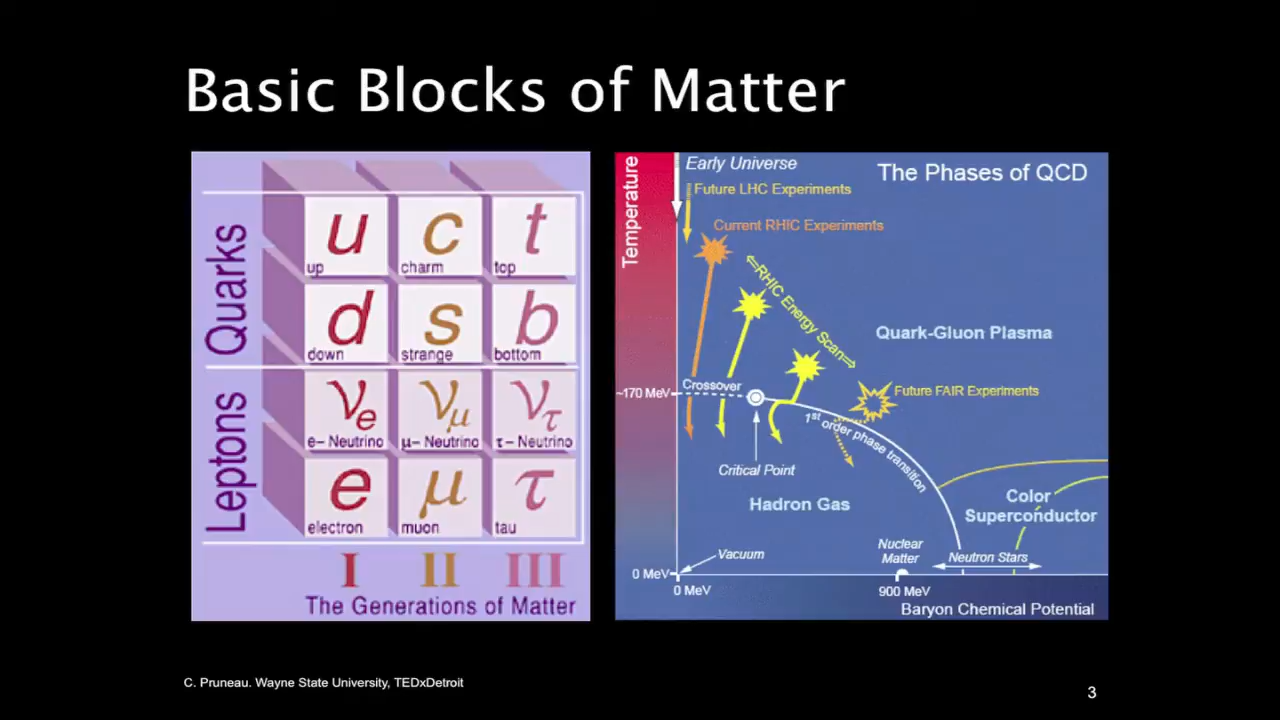 Basic Blocks of Matter
Quarks
Leptons
u
up
c
charm
t
top
d
down
s
strange
b
bottom
νe
e– Neutrino
νμ
μ– Neutrino
ντ
τ– Neutrino
e
electron
μ
muon
τ
tau
I II III
The Generations of Matter
Temperature
Early Universe
The Phases of QCD
Future LHC Experiments
Current RHIC Experiments
RHIC Energy Scan
Quark-Gluon Plasma
Crossover
~170 MeV
Future FAIR Experiments
1st order phase transition
Critical Point
Hadron Gas
Color
Superconductor
Nuclear
Matter
Vacuum
Neutron Stars
0 MeV
0 MeV
900 MeV
Baryon Chemical Potential
C. Pruneau. Wayne State University, TEDxDetroit
3